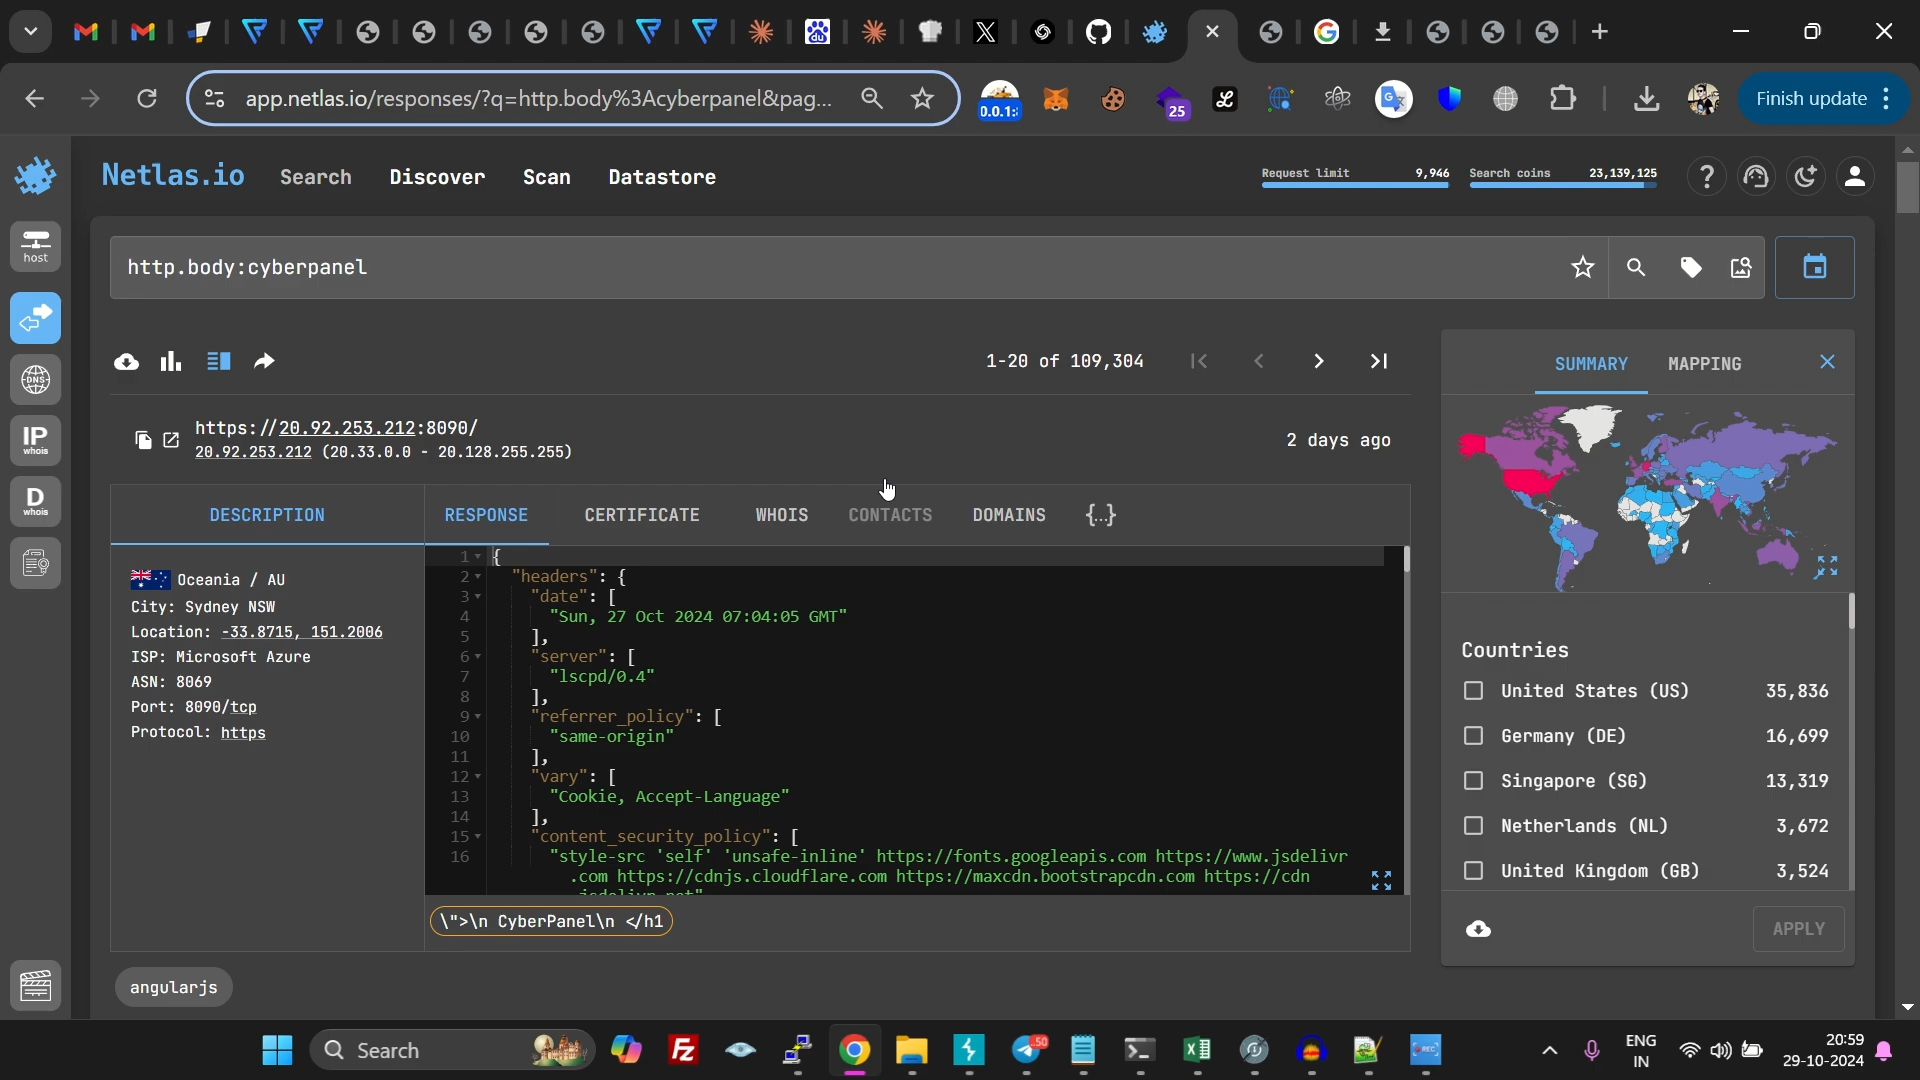 app.netlas.io/responses/?q=http.body%3Acyberpanel&pag...
0.0.1:
25
Finish update
Netlas.io
Search
Discover
Scan
Datastore
Request limit 9,946
Search coins 23,139,125
host
DNS
IP
whois
D
whois
http.body:cyberpanel
1-20 of 109,304
https://20.92.253.212:8090/
20.92.253.212 (20.33.0.0 - 20.128.255.255)
2 days ago
DESCRIPTION
Oceania / AU
City: Sydney NSW
Location: -33.8715, 151.2006
ISP: Microsoft Azure
ASN: 8069
Port: 8090/tcp
Protocol: https
RESPONSE CERTIFICATE WHOIS CONTACTS DOMAINS {...}
1 {
2 "headers": {
3 "date": [
4 "Sun, 27 Oct 2024 07:04:05 GMT"
5 ],
6 "server": [
7 "lscpd/0.4"
8 ],
9 "referrer_policy": [
10 "same-origin"
11 ],
12 "vary": [
13 "Cookie, Accept-Language"
14 ],
15 "content_security_policy": [
16 "style-src 'self' 'unsafe-inline' https://fonts.googleapis.com https://www.jsdelivr
.com https://cdnjs.cloudflare.com https://maxcdn.bootstrapcdn.com https://cdn
\">\n CyberPanel\n </h1
angularjs
SUMMARY MAPPING
Countries
United States (US) 35,836
Germany (DE) 16,699
Singapore (SG) 13,319
Netherlands (NL) 3,672
United Kingdom (GB) 3,524
APPLY
Search
50
REC
ENG
IN
20:59
29-10-2024